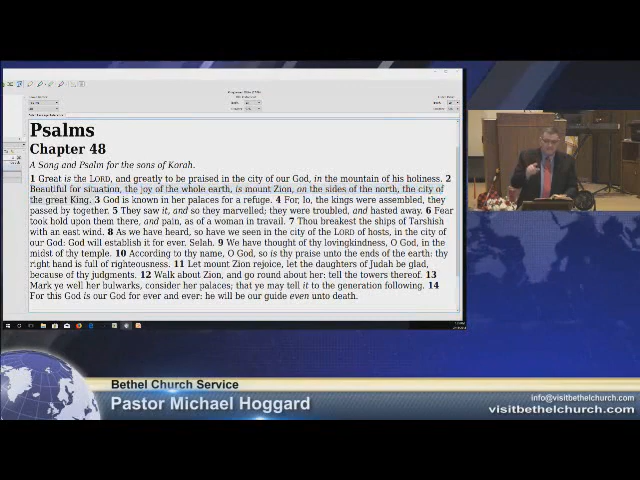 Psalms
Chapter 48
A Song and Psalm for the sons of Korah.
1 Great is the LORD, and greatly to be praised in the city of our God, in the mountain of his holiness. 2
Beautiful for situation, the joy of the whole earth, is mount Zion, on the sides of the north, the city of
the great King. 3 God is known in her palaces for a refuge. 4 For, lo, the kings were assembled, they
passed by together. 5 They saw it, and so they marvelled; they were troubled, and hasted away. 6 Fear
took hold upon them there, and pain, as of a woman in travail. 7 Thou breakest the ships of Tarshish
with an east wind. 8 As we have heard, so have we seen in the city of the LORD of hosts, in the city of
our God: God will establish it for ever. Selah. 9 We have thought of thy lovingkindness, O God, in the
midst of thy temple. 10 According to thy name, O God, so is thy praise unto the ends of the earth: thy
right hand is full of righteousness. 11 Let mount Zion rejoice, let the daughters of Judah be glad,
because of thy judgments. 12 Walk about Zion, and go round about her: tell the towers thereof. 13
Mark ye well her bulwarks, consider her palaces; that ye may tell it to the generation following. 14
For this God is our God for ever and ever: he will be our guide even unto death.
Bethel Church Service
Pastor Michael Hoggard
info@visitbethelchurch.com
visitbethelchurch.com